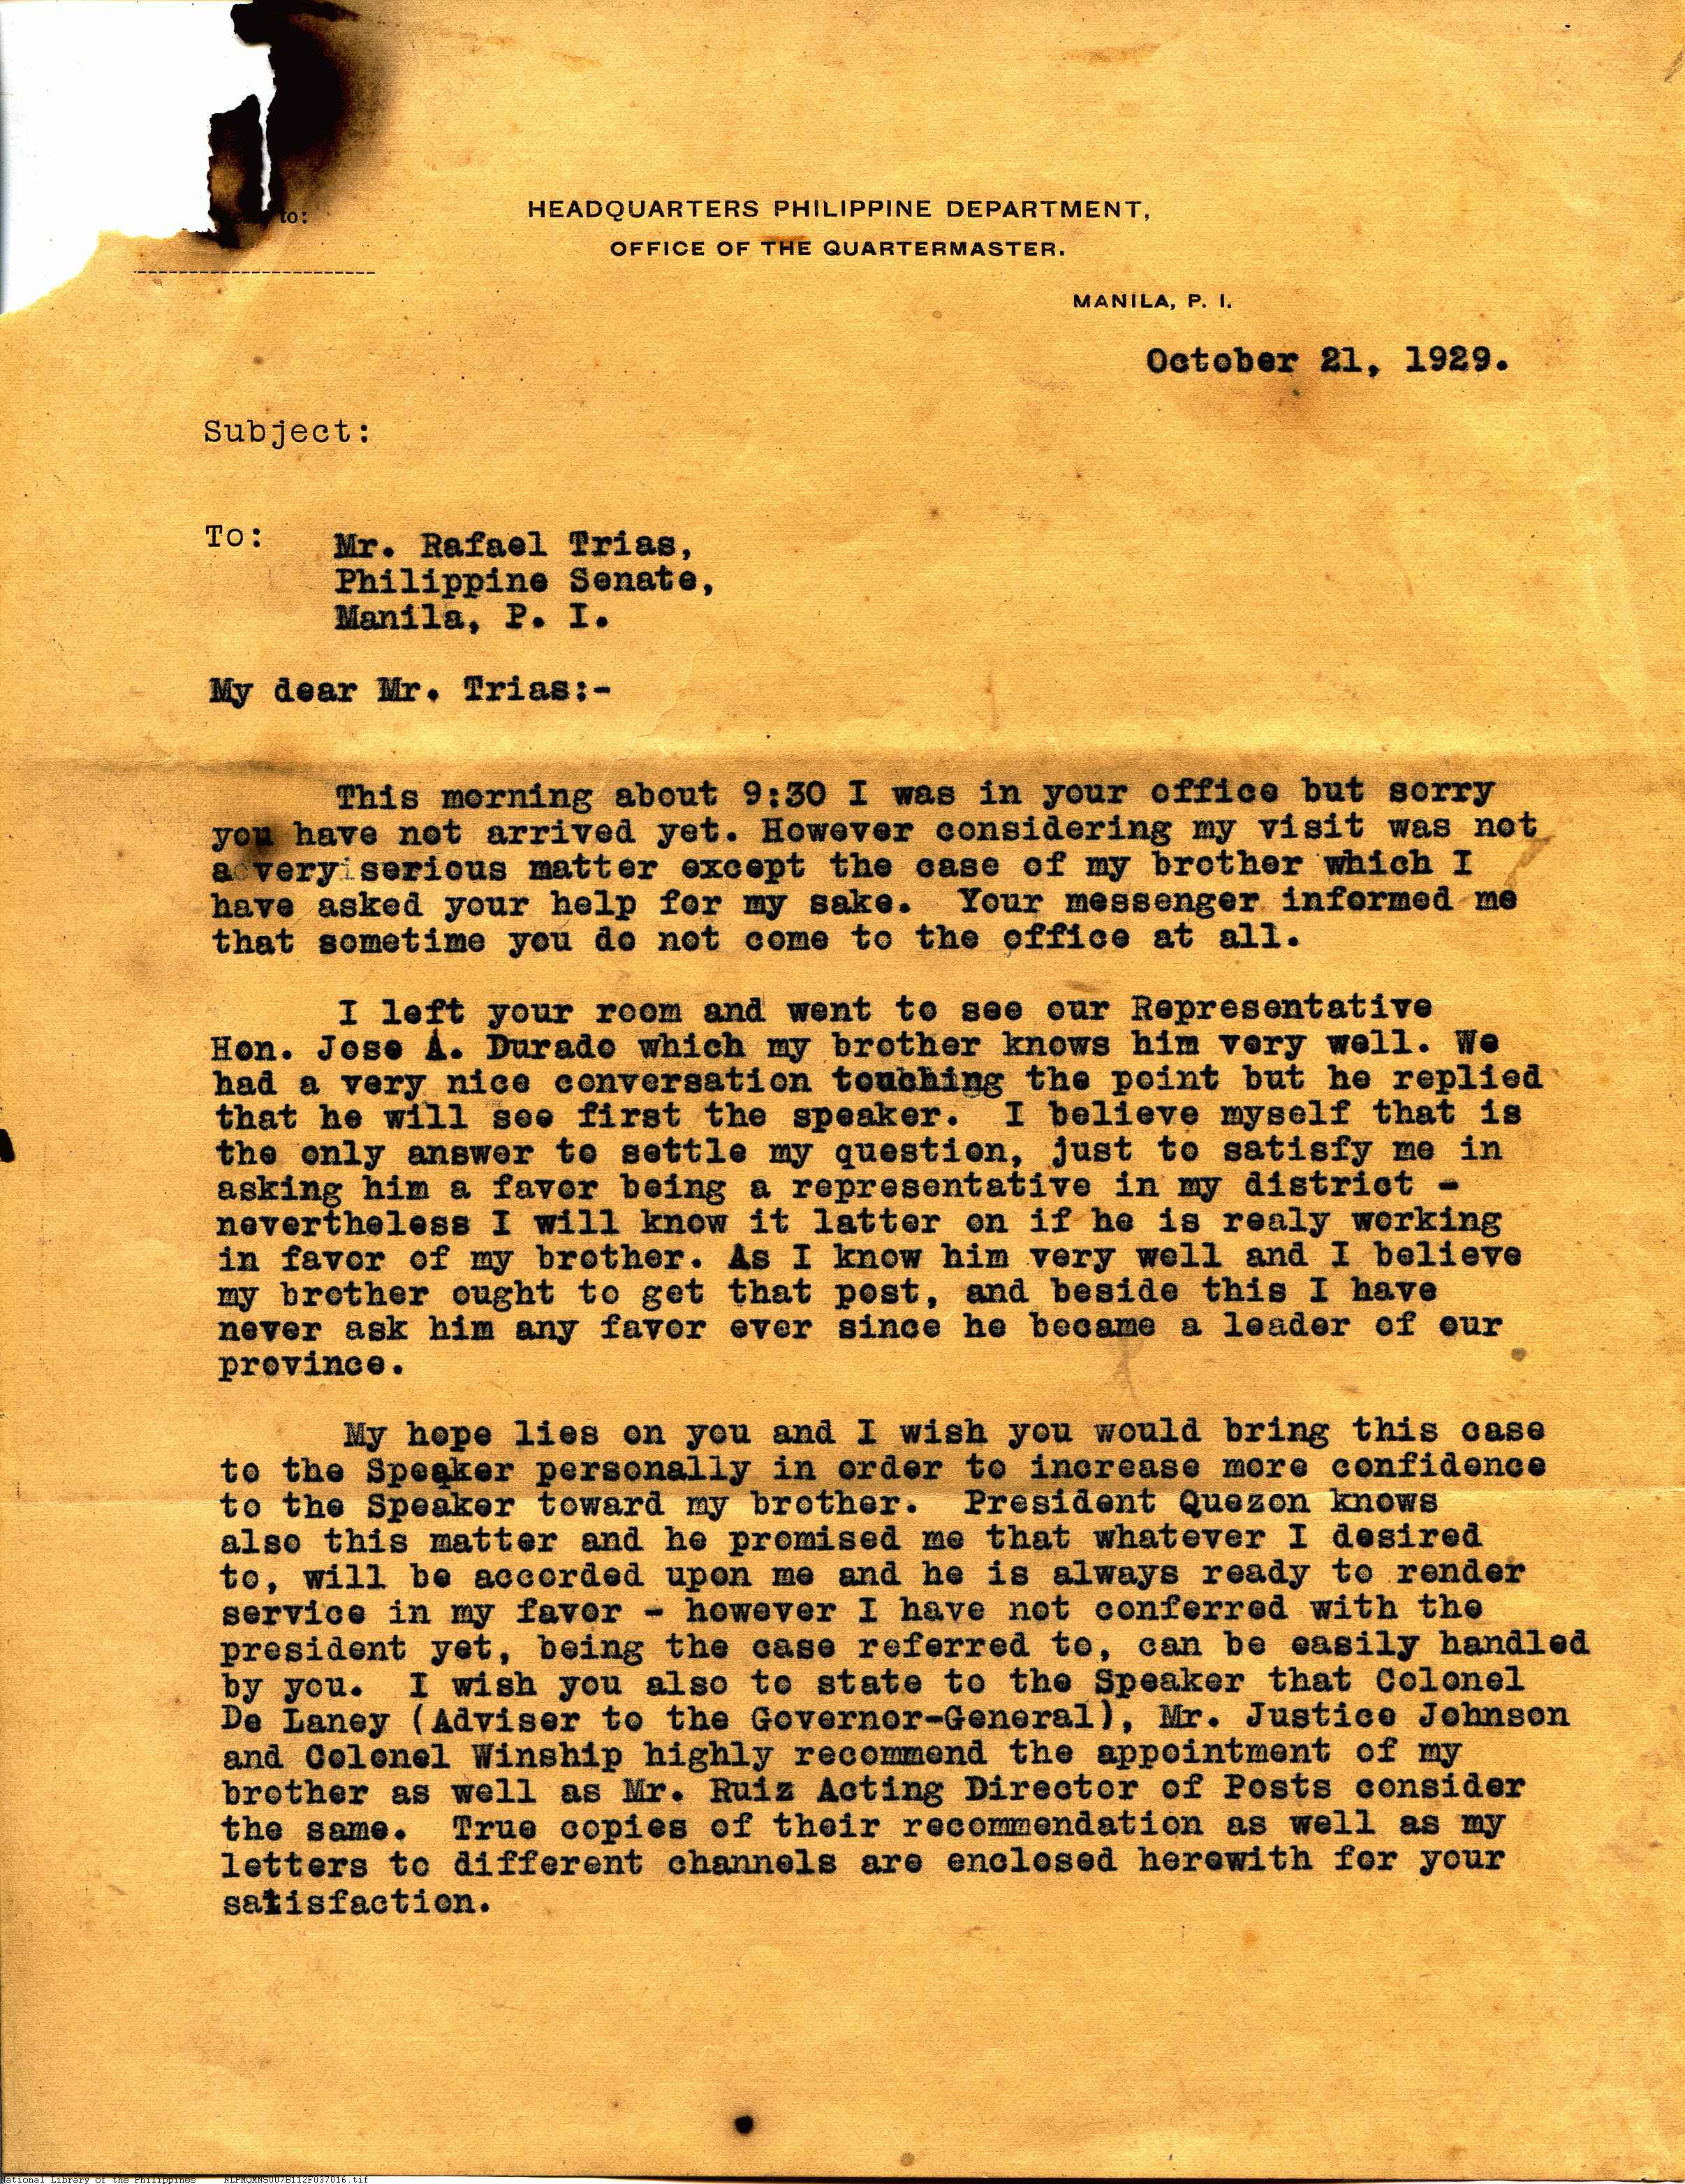 to:
HEADQUARTERS PHILIPPINE DEPARTMENT,
OFFICE OF THE QUARTERMASTER.
MANILA, P. I.
October 21, 1929.
Subject:
To:
Mr. Rafael Trias,
Philippine Senate,
Manila, P. I.
My dear Mr. Trias:-
This morning about 9:30 I was in your office but sorry
you have not arrived yet. However considering my visit was not
a very serious matter except the case of my brother which I
have asked your help for my sake. Your messenger informed me
that sometime you do not come to the office at all.
I left your room and went to see our Representative
Hon. Jose A. Durado which my brother knows him very well. We
had a very nice conversation touching the point but he replied
that he will see first the speaker. I believe myself that is
the only answer to settle my question, just to satisfy me in
asking him a favor being a representative in my district -
nevertheless I will know it latter on if he is realy working
in favor of my brother. As I know him very well and I believe
my brother ought to get that post, and beside this I have
never ask him any favor ever since he became a leader of our
province.
My hope lies on you and I wish you would bring this case
to the Speaker personally in order to increase more confidence
to the Speaker toward my brother. President Quezon knows
also this matter and he promised me that whatever I desired
to, will be accorded upon me and he is always ready to render
service in my favor - however I have not conferred with the
president yet, being the case referred to, can be easily handled
by you. I wish you also to state to the Speaker that Colonel
De Laney (Adviser to the Governor-General), Mr. Justice Johnson
and Colonel Winship highly recommend the appointment of my
brother as well as Mr. Ruiz Acting Director of Posts consider
the same. True copies of their recommendation as well as my
letters to different channels are enclosed herewith for your
satisfaction.
National Library of the Philippines NLPMQMNS007B112F037016.tif